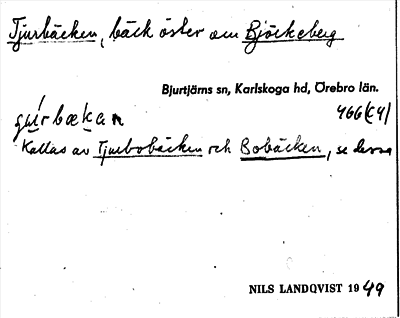 Tjurbäcken, bäck öster om Björkeberg
Bjurtjärns sn, Karlskoga hd, Örebro län.
466(C4)
Kallas av Tjurbobäcken och Bobäcken, se dessa
NILS LANDQVIST 1949